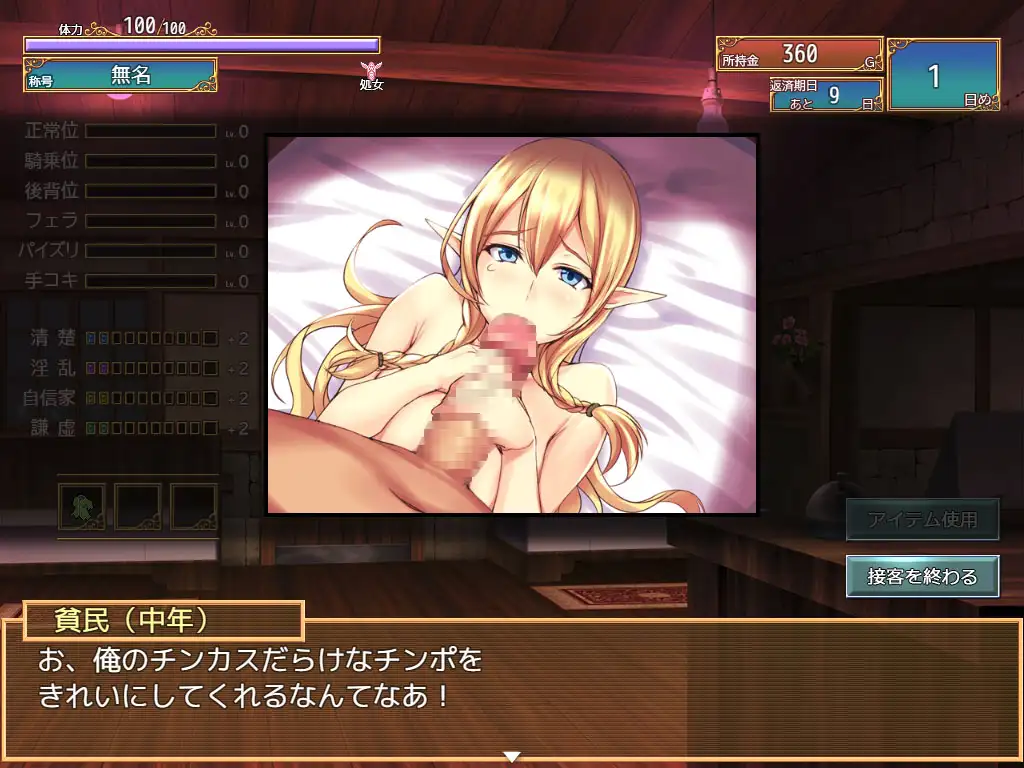 体力 100/100
称号 無名
処女
所持金 360 G
返済期日 あと 9 日
1 日め
正常位 Lv.0
騎乗位 Lv.0
後背位 Lv.0
フェラ Lv.0
パイズリ Lv.0
手コキ Lv.0
清楚 +2
淫乱 +2
自信家 +2
謙虚 +2
アイテム使用
接客を終わる
貧民（中年）
お、俺のチンカスだらけなチンポを
きれいにしてくれるなんてなあ！